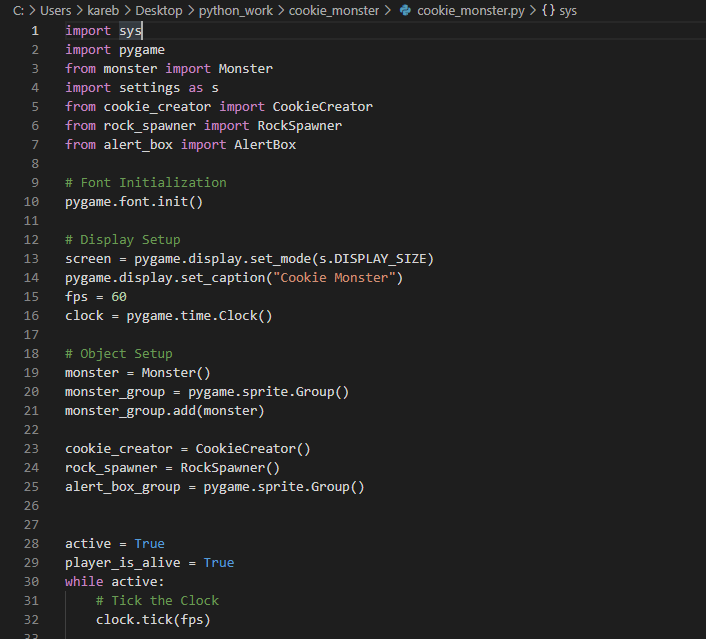 C: > Users > kareb > Desktop > python_work > cookie_monster > cookie_monster.py > {} sys
1 import sys
2 import pygame
3 from monster import Monster
4 import settings as s
5 from cookie_creator import CookieCreator
6 from rock_spawner import RockSpawner
7 from alert_box import AlertBox
8
9 # Font Initialization
10 pygame.font.init()
11
12 # Display Setup
13 screen = pygame.display.set_mode(s.DISPLAY_SIZE)
14 pygame.display.set_caption("Cookie Monster")
15 fps = 60
16 clock = pygame.time.Clock()
17
18 # Object Setup
19 monster = Monster()
20 monster_group = pygame.sprite.Group()
21 monster_group.add(monster)
22
23 cookie_creator = CookieCreator()
24 rock_spawner = RockSpawner()
25 alert_box_group = pygame.sprite.Group()
26
27
28 active = True
29 player_is_alive = True
30 while active:
31     # Tick the Clock
32     clock.tick(fps)
33